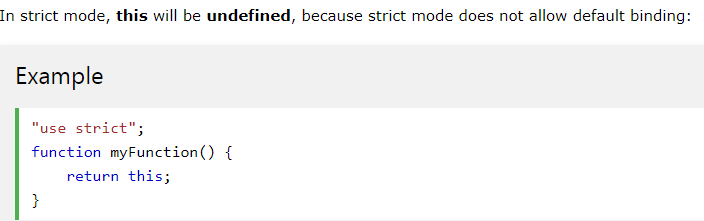 In strict mode, this will be undefined, because strict mode does not allow default binding:
Example
"use strict";
function myFunction() {
    return this;
}